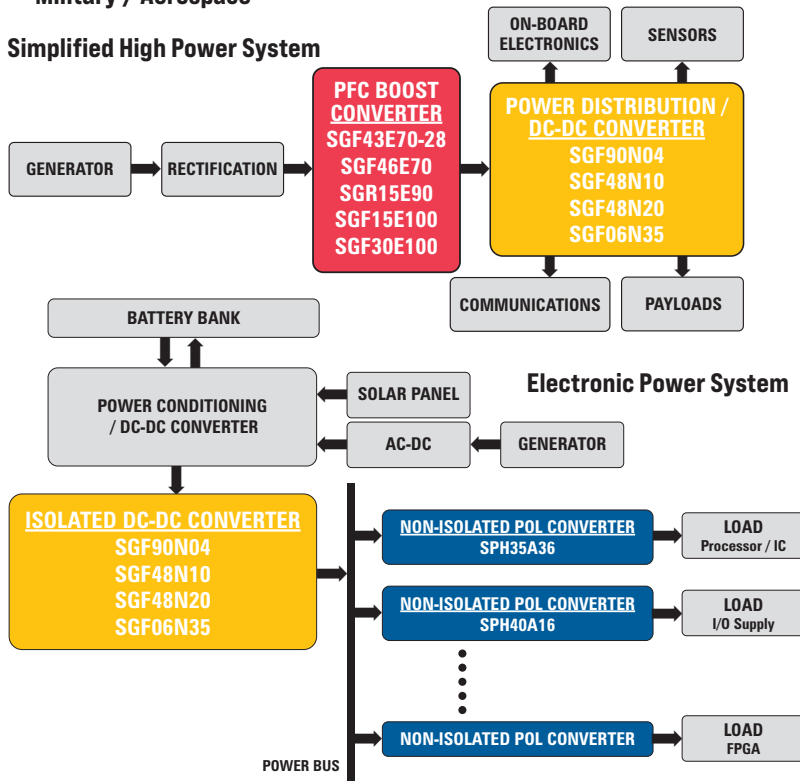 Military / Aerospace
Simplified High Power System
ON-BOARD
ELECTRONICS
SENSORS
GENERATOR
RECTIFICATION
PFC BOOST
CONVERTER
SGF43E70-28
SGF46E70
SGR15E90
SGF15E100
SGF30E100
POWER DISTRIBUTION /
DC-DC CONVERTER
SGF90N04
SGF48N10
SGF48N20
SGF06N35
COMMUNICATIONS
PAYLOADS
Electronic Power System
BATTERY BANK
POWER CONDITIONING
/ DC-DC CONVERTER
SOLAR PANEL
AC-DC
GENERATOR
ISOLATED DC-DC CONVERTER
SGF90N04
SGF48N10
SGF48N20
SGF06N35
POWER BUS
NON-ISOLATED POL CONVERTER
SPH35A36
LOAD
Processor / IC
NON-ISOLATED POL CONVERTER
SPH40A16
LOAD
I/O Supply
NON-ISOLATED POL CONVERTER
LOAD
FPGA